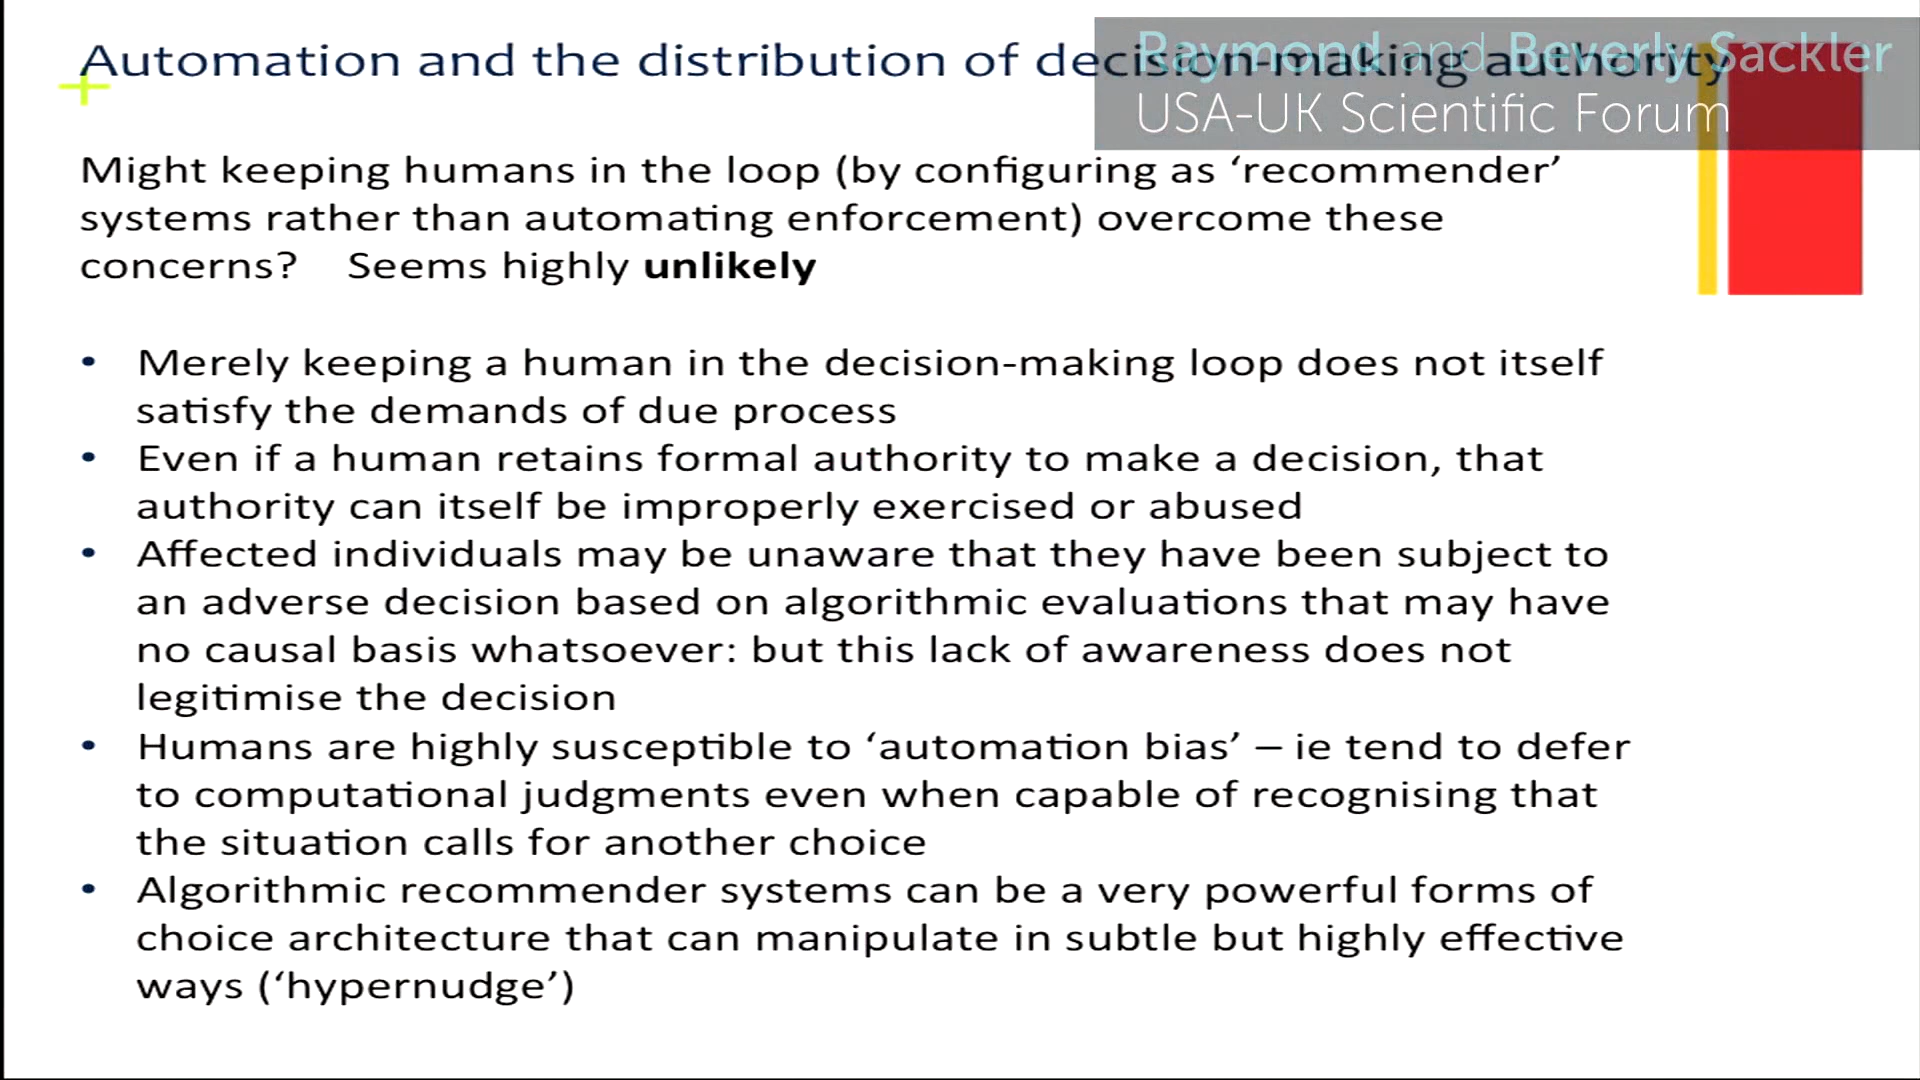 Automation and the distribution of decision-making authority
Raymond and Beverly Sackler
USA-UK Scientific Forum
Might keeping humans in the loop (by configuring as ‘recommender’
systems rather than automating enforcement) overcome these
concerns? Seems highly unlikely
• Merely keeping a human in the decision-making loop does not itself
satisfy the demands of due process
• Even if a human retains formal authority to make a decision, that
authority can itself be improperly exercised or abused
• Affected individuals may be unaware that they have been subject to
an adverse decision based on algorithmic evaluations that may have
no causal basis whatsoever: but this lack of awareness does not
legitimise the decision
• Humans are highly susceptible to ‘automation bias’ – ie tend to defer
to computational judgments even when capable of recognising that
the situation calls for another choice
• Algorithmic recommender systems can be a very powerful forms of
choice architecture that can manipulate in subtle but highly effective
ways (‘hypernudge’)